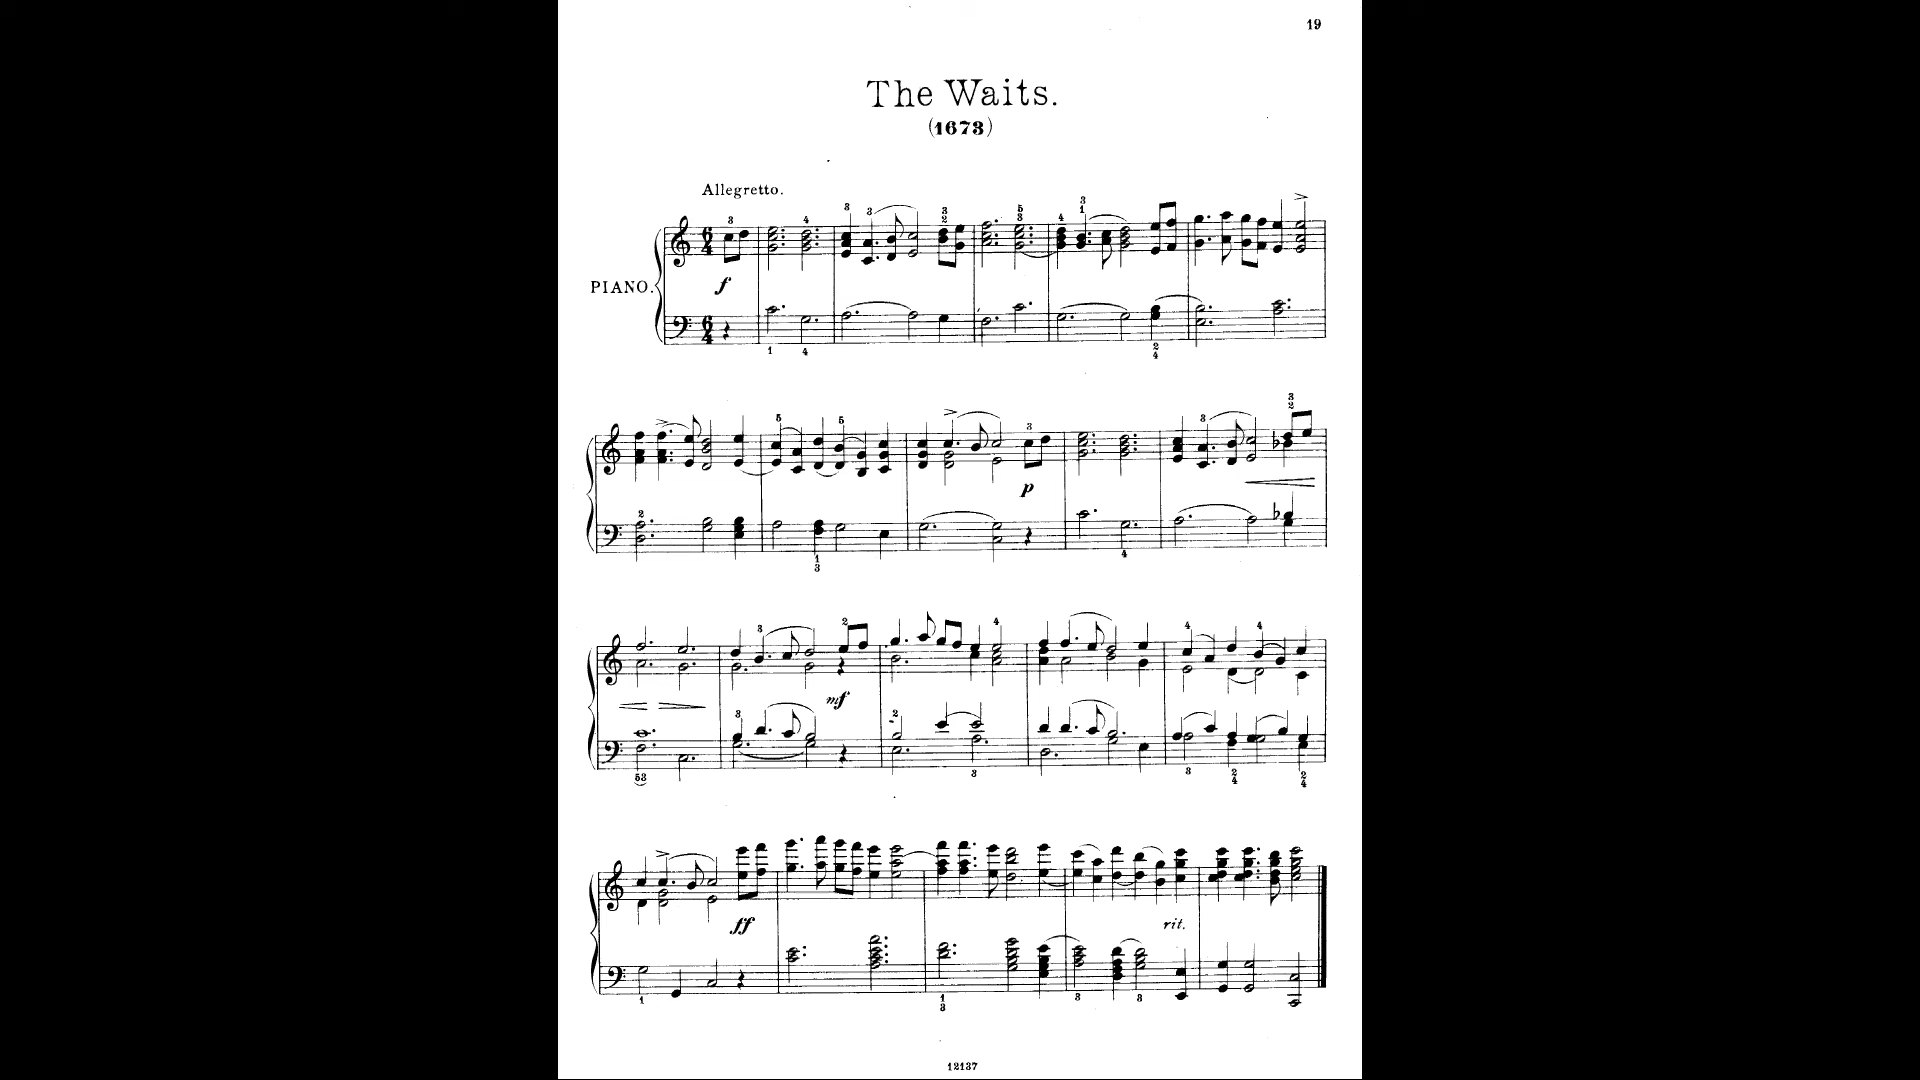 19
The Waits.
(1673)
Allegretto.
PIANO.
f
p
mf
ff
rit.
12137